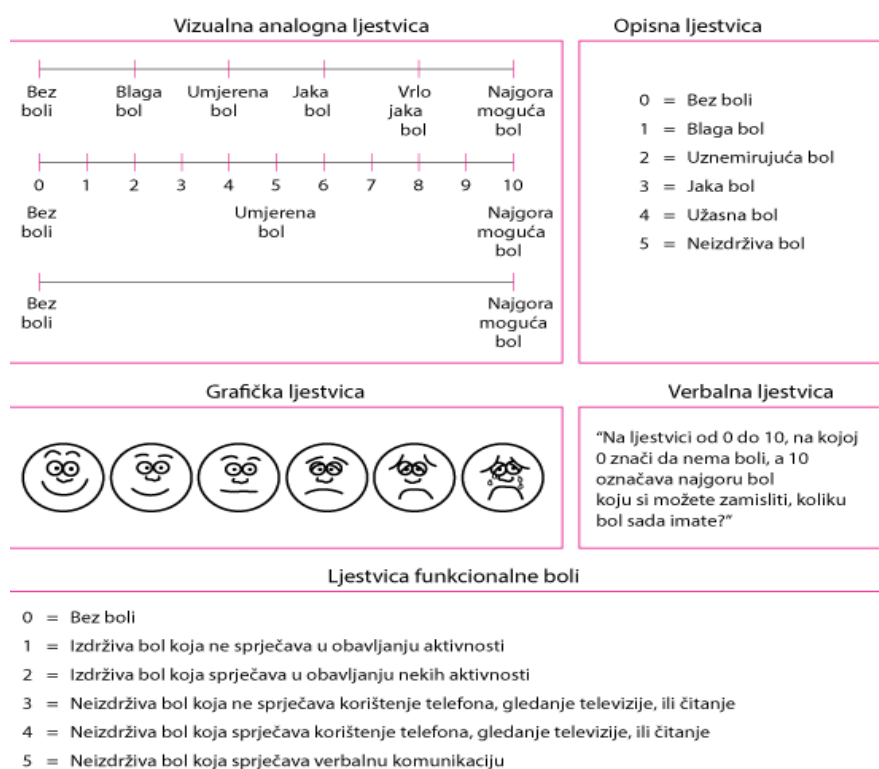 Vizualna analogna ljestvica
Bez
boli
Blaga
bol
Umjerena
bol
Jaka
bol
Vrlo
jaka
bol
Najgora
moguća
bol
0 1 2 3 4 5 6 7 8 9 10
Bez
boli
Umjerena
bol
Najgora
moguća
bol
Bez
boli
Najgora
moguća
bol
Opisna ljestvica
0 = Bez boli
1 = Blaga bol
2 = Uznemirujuća bol
3 = Jaka bol
4 = Užasna bol
5 = Neizdrživa bol
Grafička ljestvica
Verbalna ljestvica
“Na ljestvici od 0 do 10, na kojoj
0 znači da nema boli, a 10
označava najgoru bol
koju si možete zamisliti, koliku
bol sada imate?”
Ljestvica funkcionalne boli
0 = Bez boli
1 = Izdrživa bol koja ne sprječava u obavljanju aktivnosti
2 = Izdrživa bol koja sprječava u obavljanju nekih aktivnosti
3 = Neizdrživa bol koja ne sprječava korištenje telefona, gledanje televizije, ili čitanje
4 = Neizdrživa bol koja sprječava korištenje telefona, gledanje televizije, ili čitanje
5 = Neizdrživa bol koja sprječava verbalnu komunikaciju